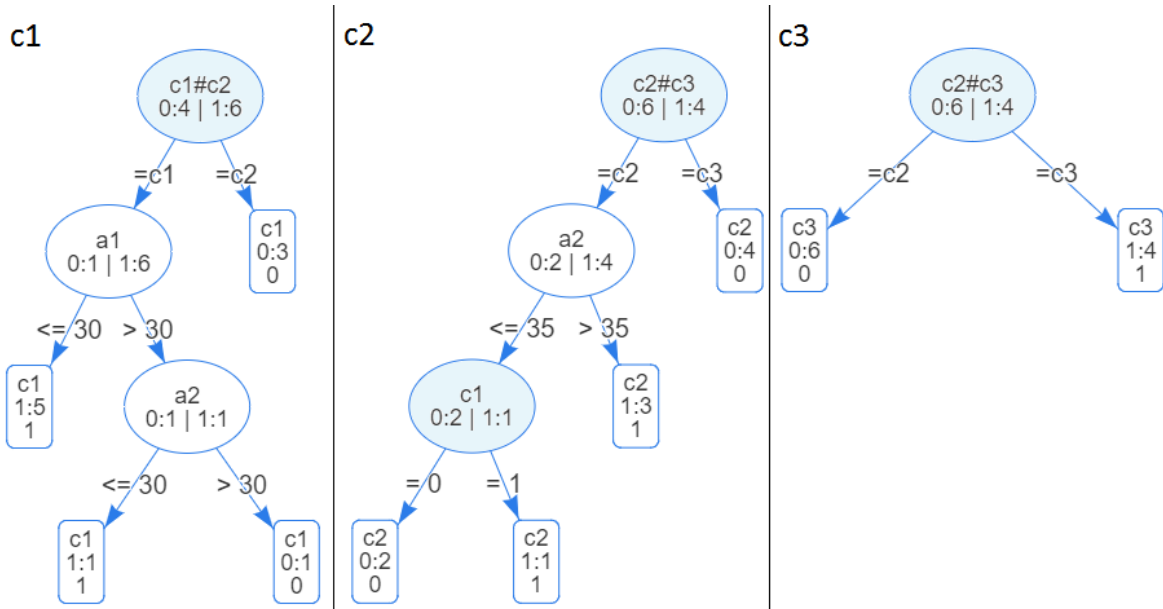 c1
c1#c2
0:4 | 1:6
=c1
=c2
a1
0:1 | 1:6
c1
0:3
0
<= 30
> 30
c1
1:5
1
a2
0:1 | 1:1
<= 30
> 30
c1
1:1
1
c1
0:1
0
c2
c2#c3
0:6 | 1:4
=c2
=c3
a2
0:2 | 1:4
c2
0:4
0
<= 35
> 35
c1
0:2 | 1:1
c2
1:3
1
= 0
= 1
c2
0:2
0
c2
1:1
1
c3
c2#c3
0:6 | 1:4
=c2
=c3
c3
0:6
0
c3
1:4
1